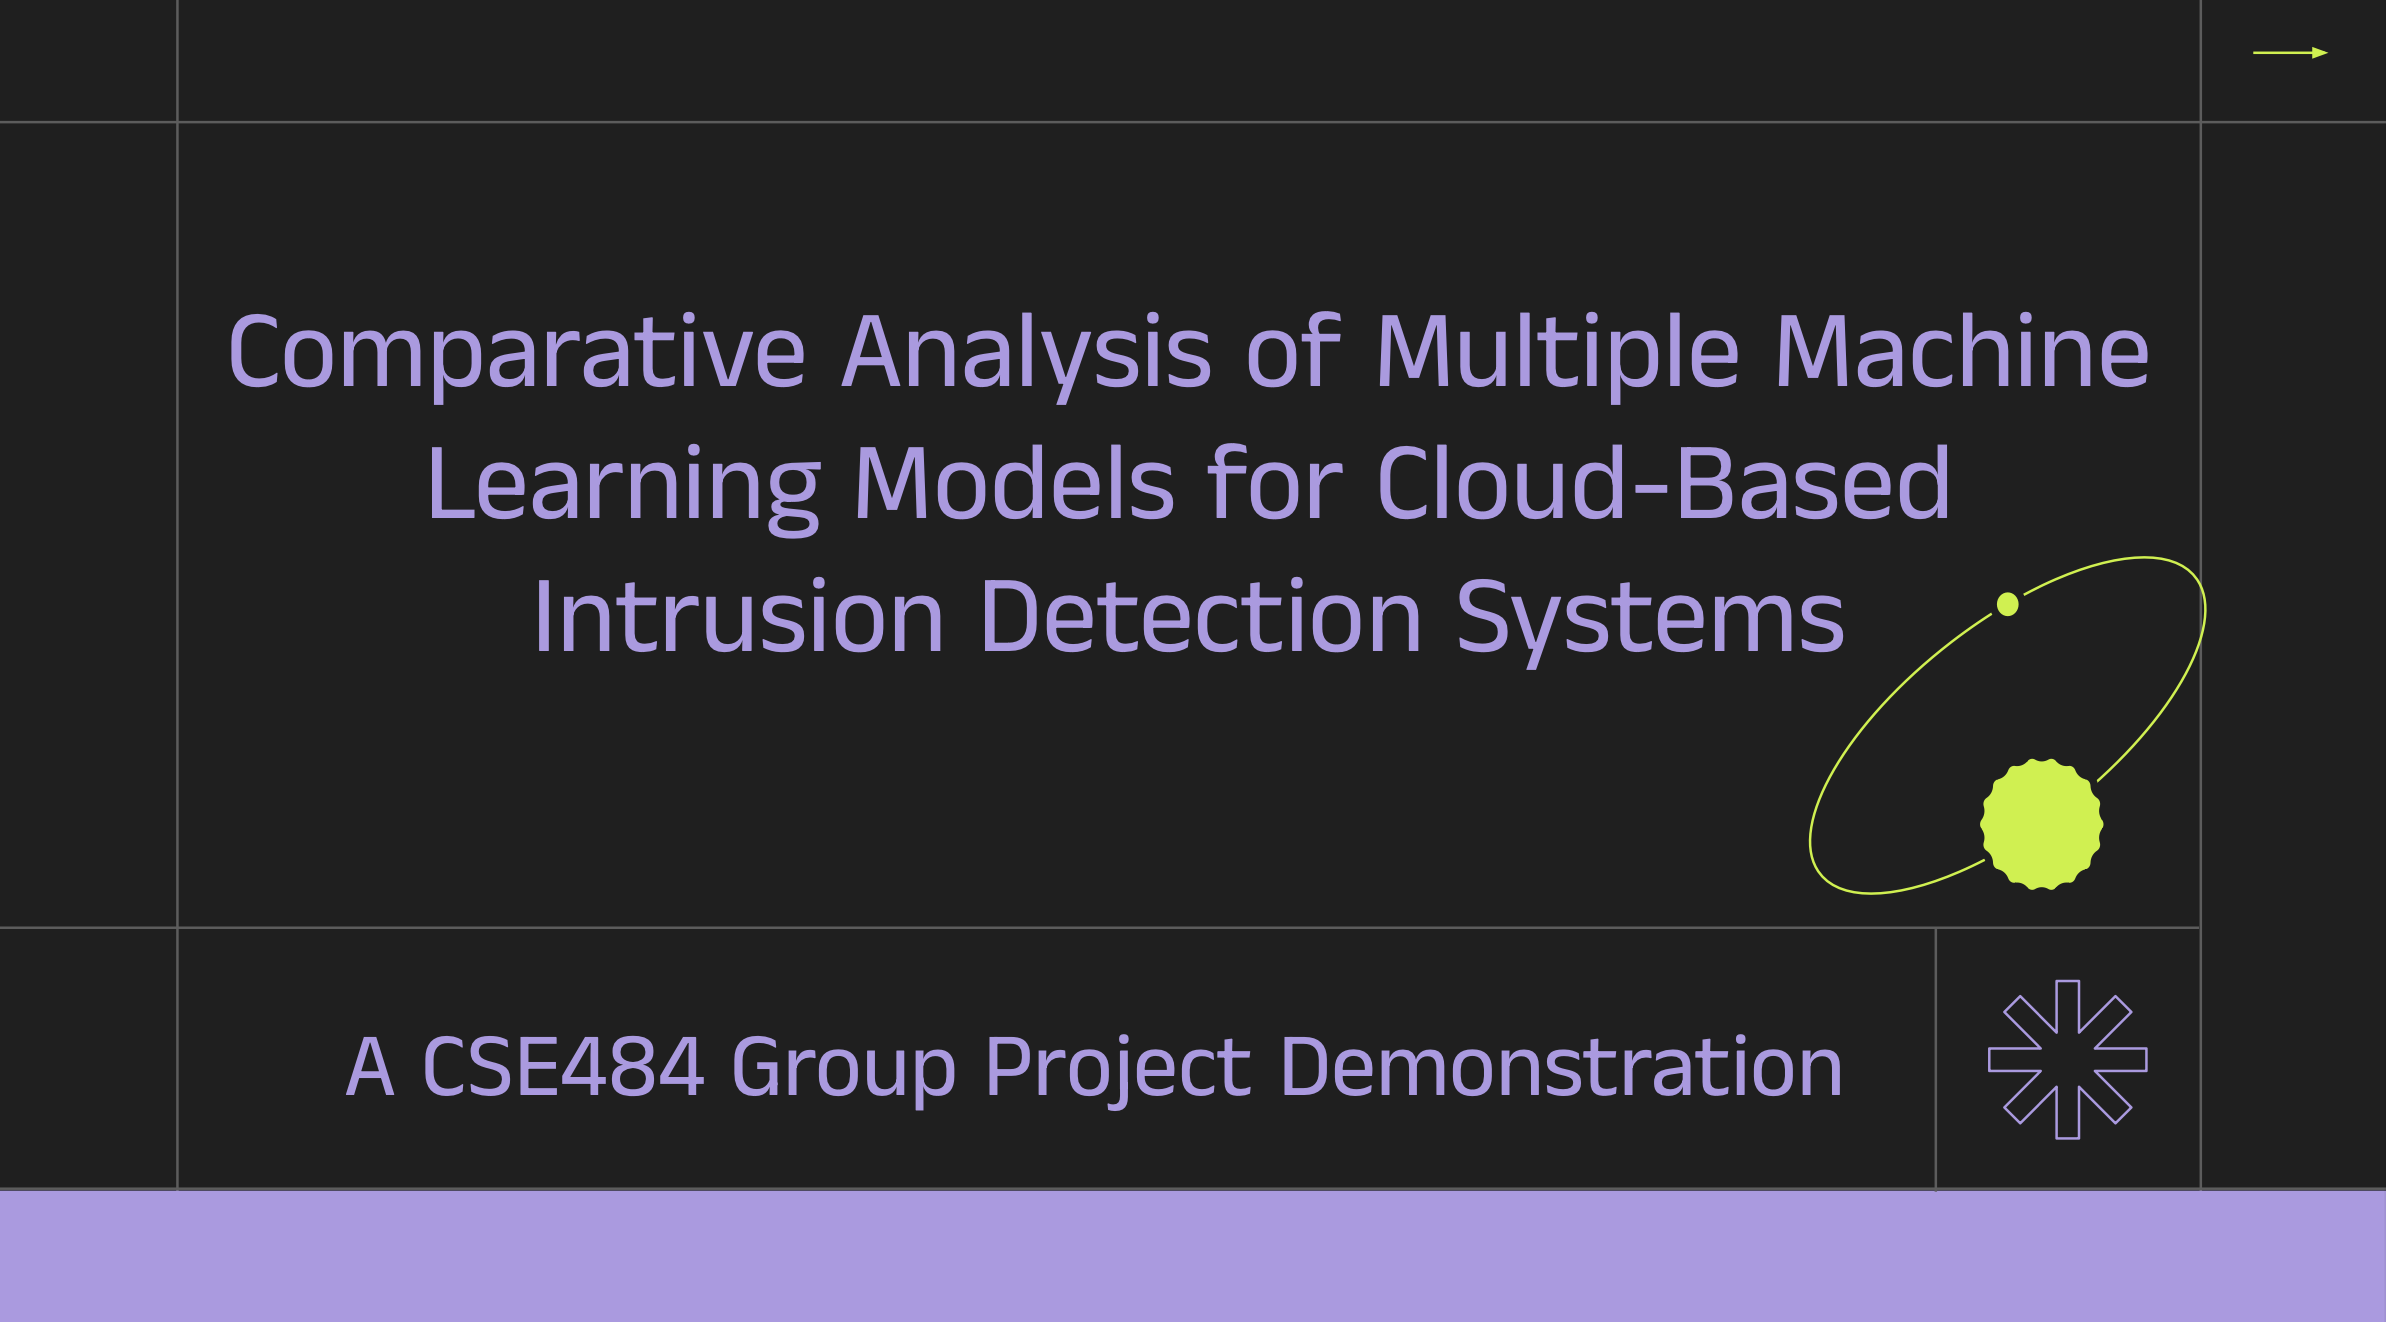 Comparative Analysis of Multiple Machine
Learning Models for Cloud-Based
Intrusion Detection Systems
A CSE484 Group Project Demonstration